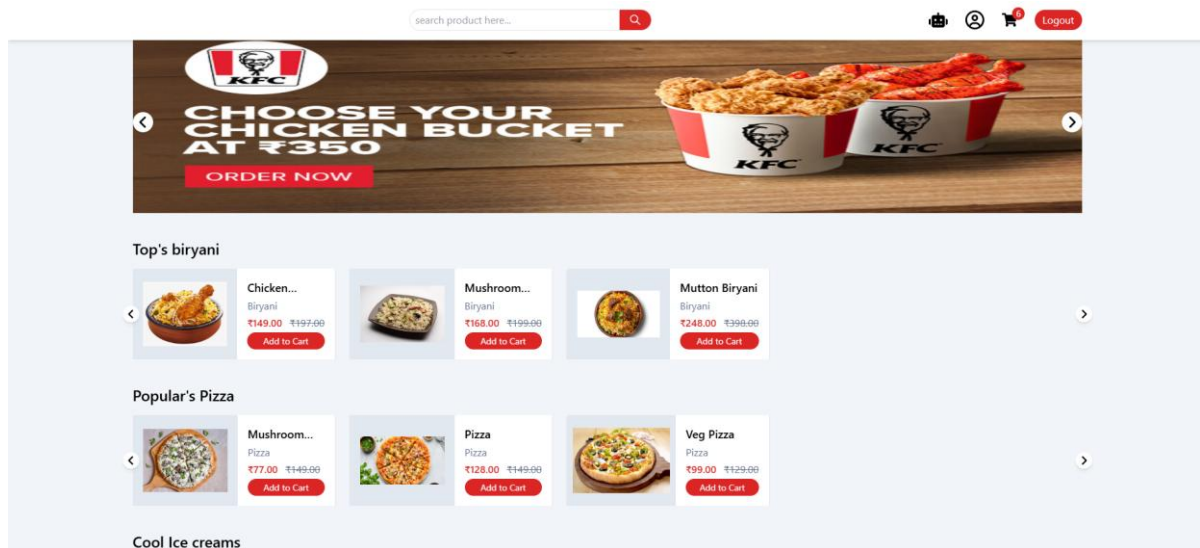 search product here...
6
Logout
KFC
CHOOSE YOUR
CHICKEN BUCKET
AT ₹350
ORDER NOW
KFC
KFC
Top's biryani
Chicken...
Biryani
₹149.00 ₹197.00
Add to Cart
Mushroom...
Biryani
₹168.00 ₹199.00
Add to Cart
Mutton Biryani
Biryani
₹248.00 ₹398.00
Add to Cart
Popular's Pizza
Mushroom...
Pizza
₹77.00 ₹149.00
Add to Cart
Pizza
Pizza
₹128.00 ₹149.00
Add to Cart
Veg Pizza
Pizza
₹99.00 ₹129.00
Add to Cart
Cool Ice creams